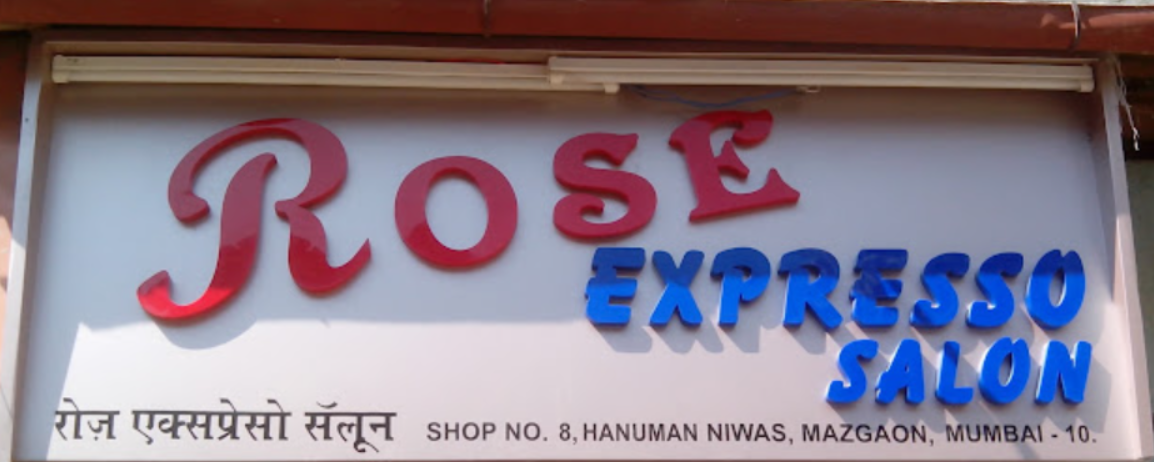 ROSE
EXPRESSO
SALON
रोज़ एक्सप्रेसो सॅलून SHOP NO. 8, HANUMAN NIWAS, MAZGAON, MUMBAI - 10.